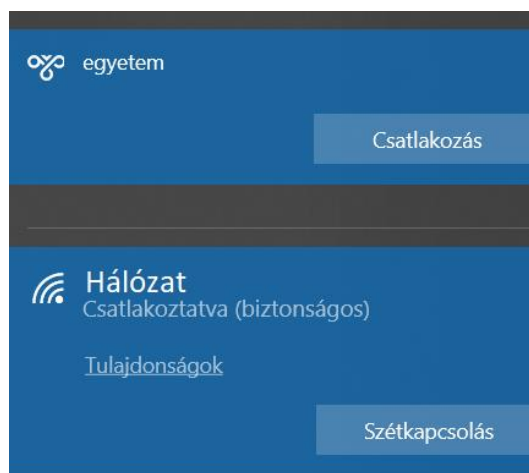 egyetem
Csatlakozás
Hálózat
Csatlakoztatva (biztonságos)
Tulajdonságok
Szétkapcsolás